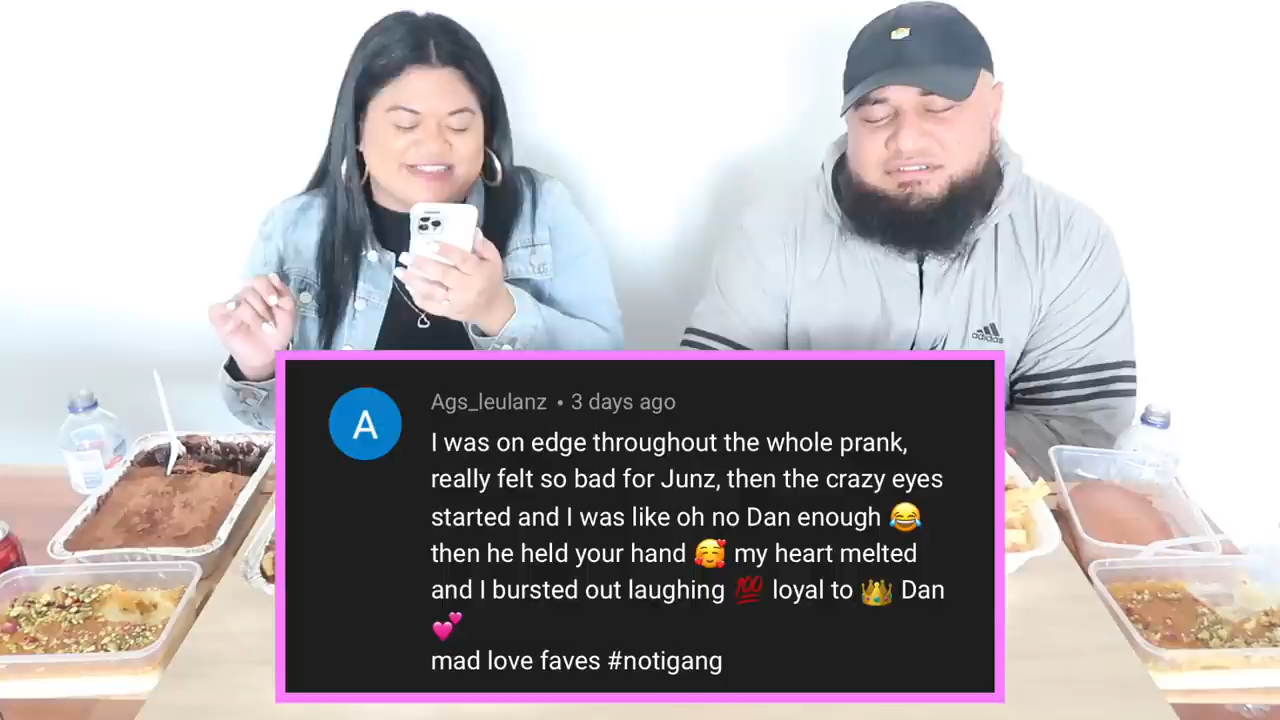 adidas
A
Ags_leulanz • 3 days ago
I was on edge throughout the whole prank,
really felt so bad for Junz, then the crazy eyes
started and I was like oh no Dan enough 😂
then he held your hand 🥰 my heart melted
and I bursted out laughing 💯 loyal to 👑 Dan
💕
mad love faves #notigang